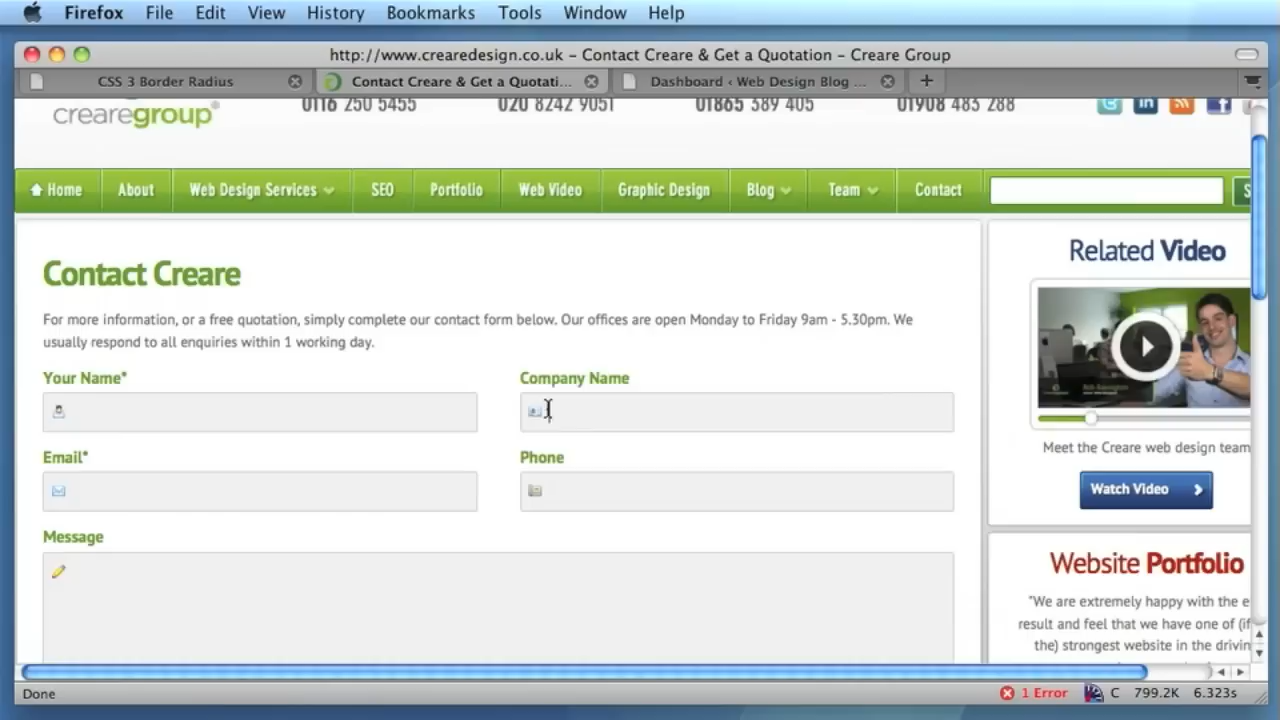 Firefox File Edit View History Bookmarks Tools Window Help
http://www.crearedesign.co.uk – Contact Creare & Get a Quotation – Creare Group
CSS 3 Border Radius
Contact Creare & Get a Quotati...
Dashboard ‹ Web Design Blog ...
crearegroup®
0116 250 5455
020 8242 9051
01865 389 405
01908 483 288
Home About Web Design Services SEO Portfolio Web Video Graphic Design Blog Team Contact
Contact Creare
For more information, or a free quotation, simply complete our contact form below. Our offices are open Monday to Friday 9am - 5.30pm. We
usually respond to all enquiries within 1 working day.
Your Name*
Company Name
Email*
Phone
Message
Related Video
Meet the Creare web design team
Watch Video
Website Portfolio
"We are extremely happy with the e
result and feel that we have one of (if
the) strongest website in the drivin
Done
1 Error C 799.2K 6.323s